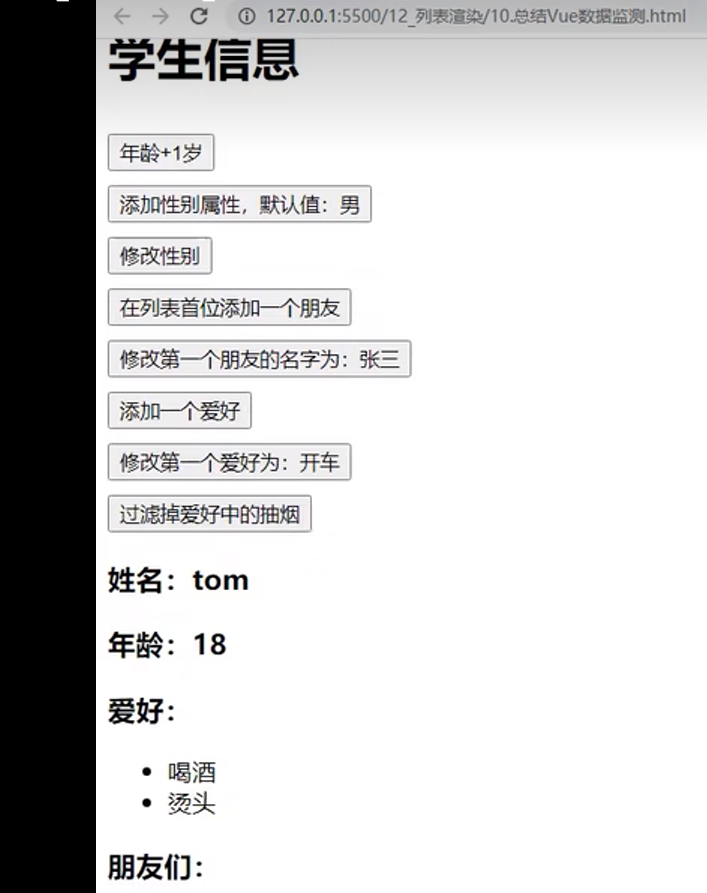 127.0.0.1:5500/12_列表渲染/10.总结Vue数据监测.html
学生信息
年龄+1岁
添加性别属性，默认值：男
修改性别
在列表首位添加一个朋友
修改第一个朋友的名字为：张三
添加一个爱好
修改第一个爱好为：开车
过滤掉爱好中的抽烟
姓名：tom
年龄：18
爱好：
喝酒
烫头
朋友们：